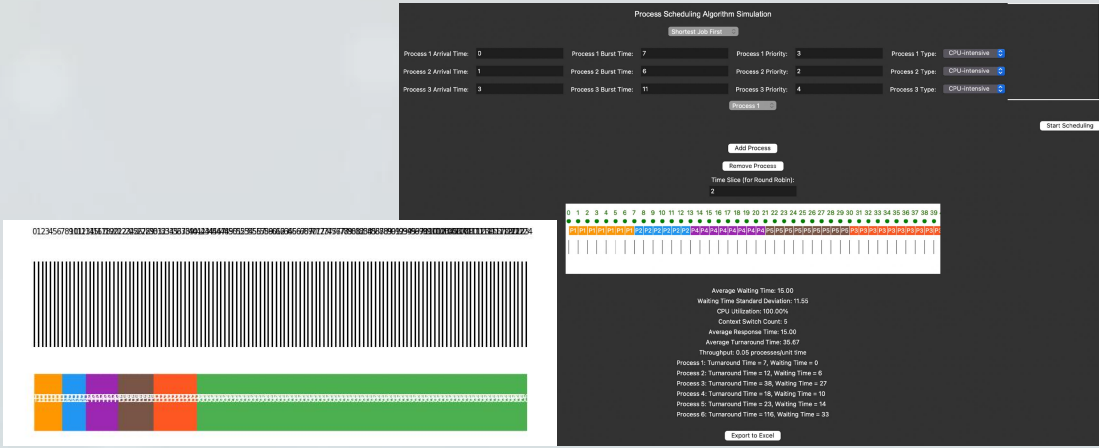 Process Scheduling Algorithm Simulation
Shortest Job First
Process 1 Arrival Time: 0 Process 1 Burst Time: 7 Process 1 Priority: 3 Process 1 Type: CPU-intensive
Process 2 Arrival Time: 1 Process 2 Burst Time: 6 Process 2 Priority: 2 Process 2 Type: CPU-intensive
Process 3 Arrival Time: 3 Process 3 Burst Time: 11 Process 3 Priority: 4 Process 3 Type: CPU-intensive
Process 1
Start Scheduling
Add Process
Remove Process
Time Slice (for Round Robin):
2
0 1 2 3 4 5 6 7 8 9 10 11 12 13 14 15 16 17 18 19 20 21 22 23 24 25 26 27 28 29 30 31 32 33 34 35 36 37 38 39
P1 P1 P1 P1 P1 P1 P1 P2 P2 P2 P2 P2 P2 P4 P4 P4 P4 P4 P4 P4 P4 P5 P5 P5 P5 P5 P5 P5 P5 P5 P3 P3 P3 P3 P3 P3 P3 P3 P3
Average Waiting Time: 15.00
Waiting Time Standard Deviation: 11.55
CPU Utilization: 100.00%
Context Switch Count: 5
Average Response Time: 15.00
Average Turnaround Time: 35.67
Throughput: 0.05 processes/unit time
Process 1: Turnaround Time = 7, Waiting Time = 0
Process 2: Turnaround Time = 12, Waiting Time = 6
Process 3: Turnaround Time = 38, Waiting Time = 27
Process 4: Turnaround Time = 18, Waiting Time = 10
Process 5: Turnaround Time = 23, Waiting Time = 14
Process 6: Turnaround Time = 116, Waiting Time = 33
Export to Excel